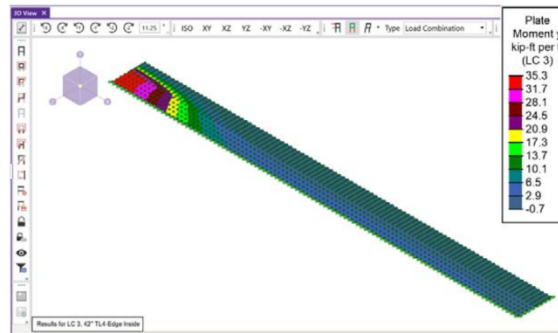 3D View ×
11.25 °
ISO XY XZ YZ -XY -XZ -YZ
Type Load Combination
Plate
Moment y
kip-ft per
(LC 3)
35.3
31.7
28.1
24.5
20.9
17.3
13.7
10.1
6.5
2.9
-0.7
Results for LC 3, 42" TL4-Edge Inside